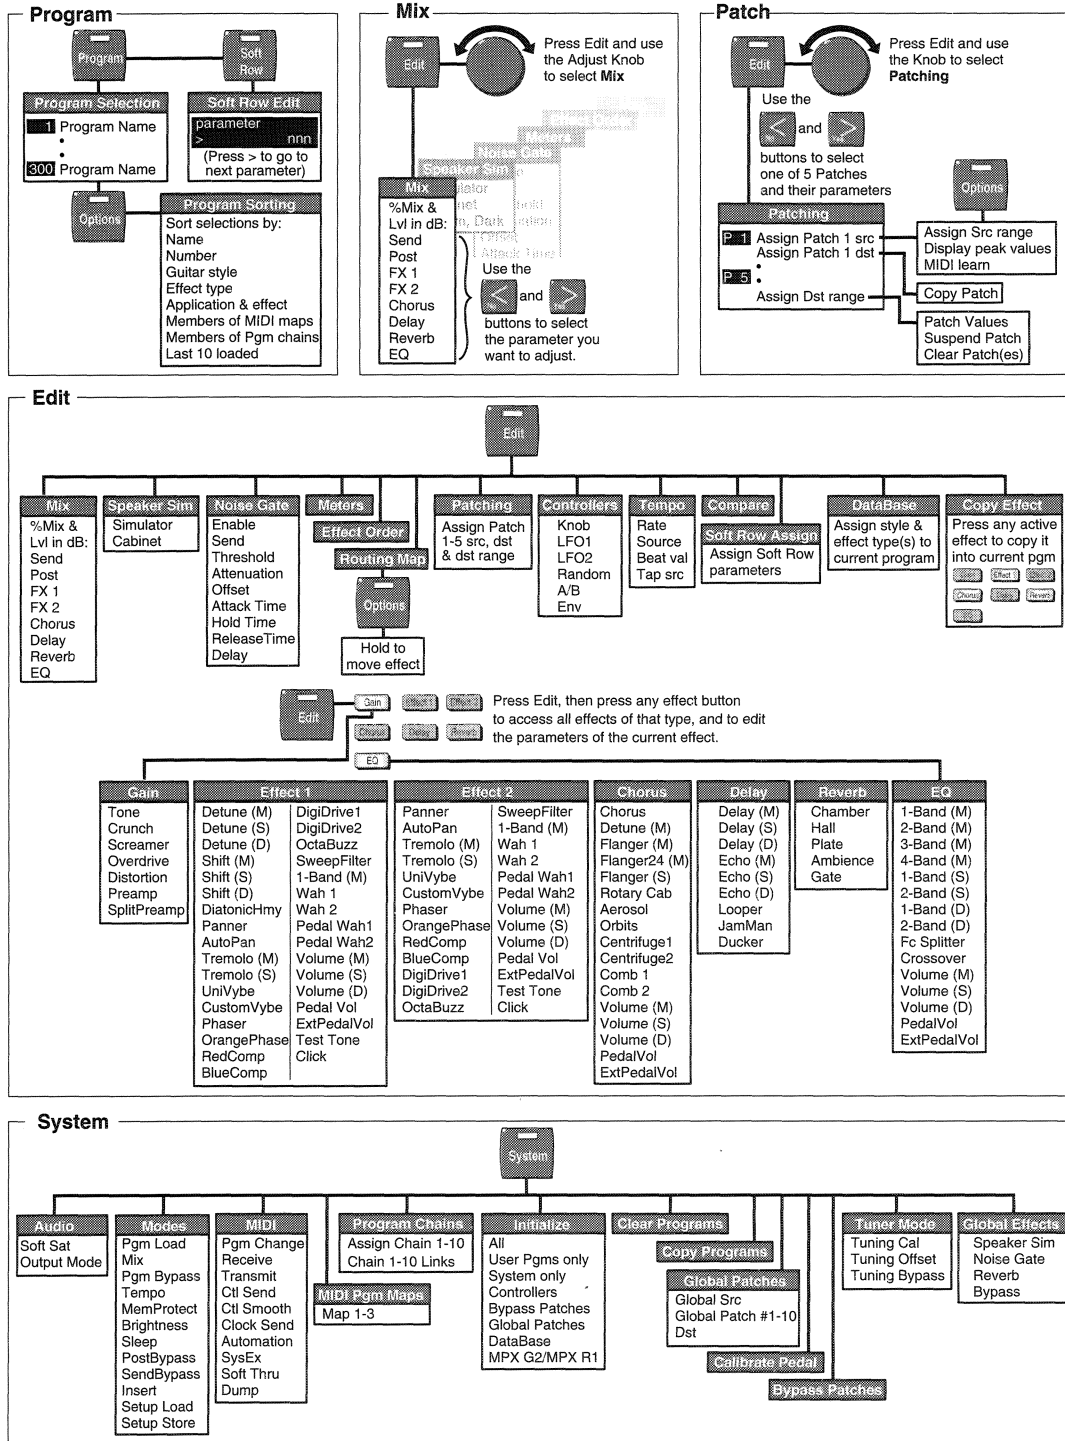 Program
Program
Soft
Row
Program Selection
1 Program Name
•
•
300 Program Name
Soft Row Edit
parameter
> nnn
(Press > to go to
next parameter)
Options
Program Sorting
Sort selections by:
Name
Number
Guitar style
Effect type
Application & effect
Members of MIDI maps
Members of Pgm chains
Last 10 loaded
Mix
Edit
Press Edit and use
the Adjust Knob
to select Mix
Noise Gate
Speaker Sim
Mix
%Mix &
Lvl in dB:
Send
Post
FX 1
FX 2
Chorus
Delay
Reverb
EQ
Attack Time
Use the
< and >
buttons to select
the parameter you
want to adjust.
Patch
Edit
Press Edit and use
the Knob to select
Patching
Use the
< and >
buttons to select
one of 5 Patches
and their parameters
Options
Patching
P 1 Assign Patch 1 src
Assign Patch 1 dst
•
P 5 •
Assign Dst range
Assign Src range
Display peak values
MIDI learn
Copy Patch
Patch Values
Suspend Patch
Clear Patch(es)
Edit
Edit
Mix
%Mix &
Lvl in dB:
Send
Post
FX 1
FX 2
Chorus
Delay
Reverb
EQ
Speaker Sim
Simulator
Cabinet
Noise Gate
Enable
Send
Threshold
Attenuation
Offset
Attack Time
Hold Time
ReleaseTime
Delay
Meters
Effect Order
Routing Map
Options
Hold to
move effect
Patching
Assign Patch
1-5 src, dst
& dst range
Controllers
Knob
LFO1
LFO2
Random
A/B
Env
Tempo
Rate
Source
Beat val
Tap src
Compare
Soft Row Assign
Assign Soft Row
parameters
DataBase
Assign style &
effect type(s) to
current program
Copy Effect
Press any active
effect to copy it
into current pgm
Effect 1
Chorus Delay Reverb
EQ
Edit
Gain Effect 1 Effect 2
Chorus Delay Reverb
EQ
Press Edit, then press any effect button
to access all effects of that type, and to edit
the parameters of the current effect.
Gain
Tone
Crunch
Screamer
Overdrive
Distortion
Preamp
SplitPreamp
Effect 1
Detune (M)
Detune (S)
Detune (D)
Shift (M)
Shift (S)
Shift (D)
DiatonicHmy
Panner
AutoPan
Tremolo (M)
Tremolo (S)
UniVybe
CustomVybe
Phaser
OrangePhase
RedComp
BlueComp
DigiDrive1
DigiDrive2
OctaBuzz
SweepFilter
1-Band (M)
Wah 1
Wah 2
Pedal Wah1
Pedal Wah2
Volume (M)
Volume (S)
Volume (D)
Pedal Vol
ExtPedalVol
Test Tone
Click
Effect 2
Panner
AutoPan
Tremolo (M)
Tremolo (S)
UniVybe
CustomVybe
Phaser
OrangePhase
RedComp
BlueComp
DigiDrive1
DigiDrive2
OctaBuzz
SweepFilter
1-Band (M)
Wah 1
Wah 2
Pedal Wah1
Pedal Wah2
Volume (M)
Volume (S)
Volume (D)
Pedal Vol
ExtPedalVol
Test Tone
Click
Chorus
Chorus
Detune (M)
Flanger (M)
Flanger24 (M)
Flanger (S)
Rotary Cab
Aerosol
Orbits
Centrifuge1
Centrifuge2
Comb 1
Comb 2
Volume (M)
Volume (S)
Volume (D)
PedalVol
ExtPedalVol
Delay
Delay (M)
Delay (S)
Delay (D)
Echo (M)
Echo (S)
Echo (D)
Looper
JamMan
Ducker
Reverb
Chamber
Hall
Plate
Ambience
Gate
EQ
1-Band (M)
2-Band (M)
3-Band (M)
4-Band (M)
1-Band (S)
2-Band (S)
1-Band (D)
2-Band (D)
Fc Splitter
Crossover
Volume (M)
Volume (S)
Volume (D)
PedalVol
ExtPedalVol
System
System
Audio
Soft Sat
Output Mode
Modes
Pgm Load
Mix
Pgm Bypass
Tempo
MemProtect
Brightness
Sleep
PostBypass
SendBypass
Insert
Setup Load
Setup Store
MIDI
Pgm Change
Receive
Transmit
Ctl Send
Ctl Smooth
Clock Send
Automation
SysEx
Soft Thru
Dump
MIDI Pgm Maps
Map 1-3
Program Chains
Assign Chain 1-10
Chain 1-10 Links
Initialize
All
User Pgms only
System only
Controllers
Bypass Patches
Global Patches
DataBase
MPX G2/MPX R1
Clear Programs
Copy Programs
Global Patches
Global Src
Global Patch #1-10
Dst
Calibrate Pedal
Bypass Patches
Tuner Mode
Tuning Cal
Tuning Offset
Tuning Bypass
Global Effects
Speaker Sim
Noise Gate
Reverb
Bypass